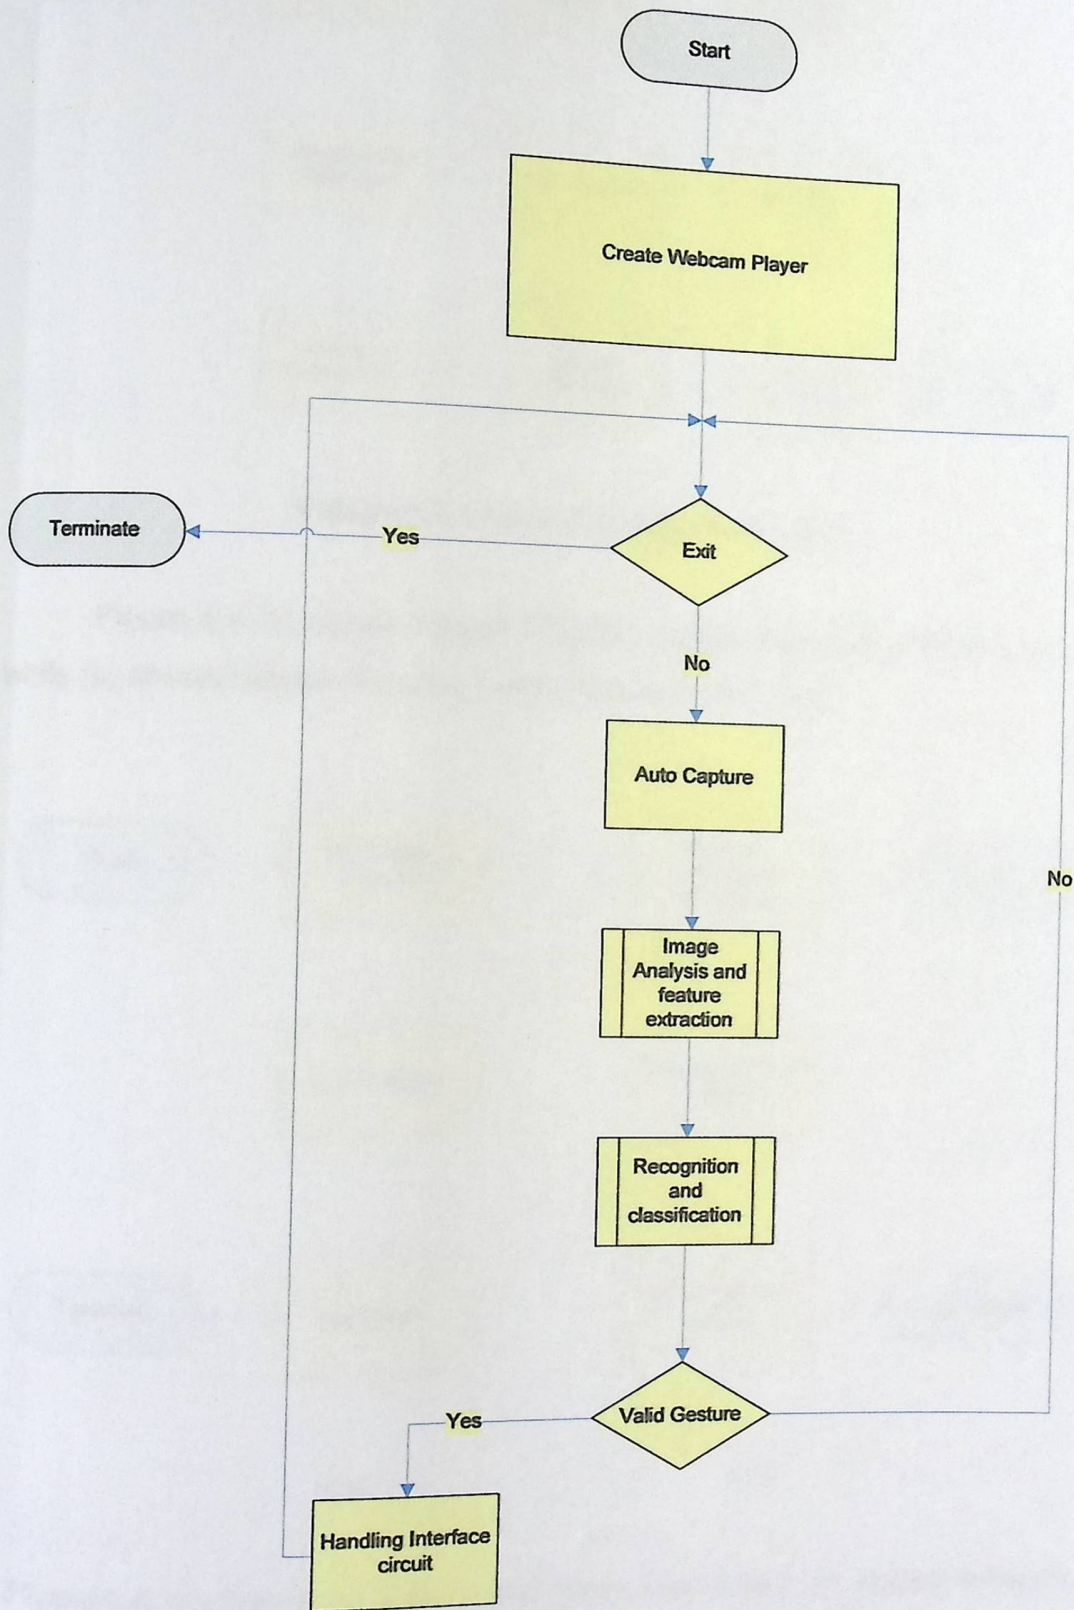 Start
Create Webcam Player
Terminate
Yes
Exit
No
Auto Capture
No
Image
Analysis and
feature
extraction
Recognition
and
classification
Yes
Valid Gesture
Handling Interface
circuit